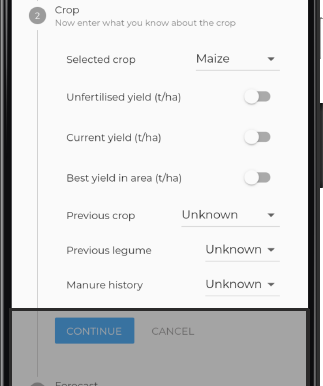 2
Crop
Now enter what you know about the crop
Selected crop Maize
Unfertilised yield (t/ha)
Current yield (t/ha)
Best yield in area (t/ha)
Previous crop Unknown
Previous legume Unknown
Manure history Unknown
CONTINUE CANCEL
Forecast